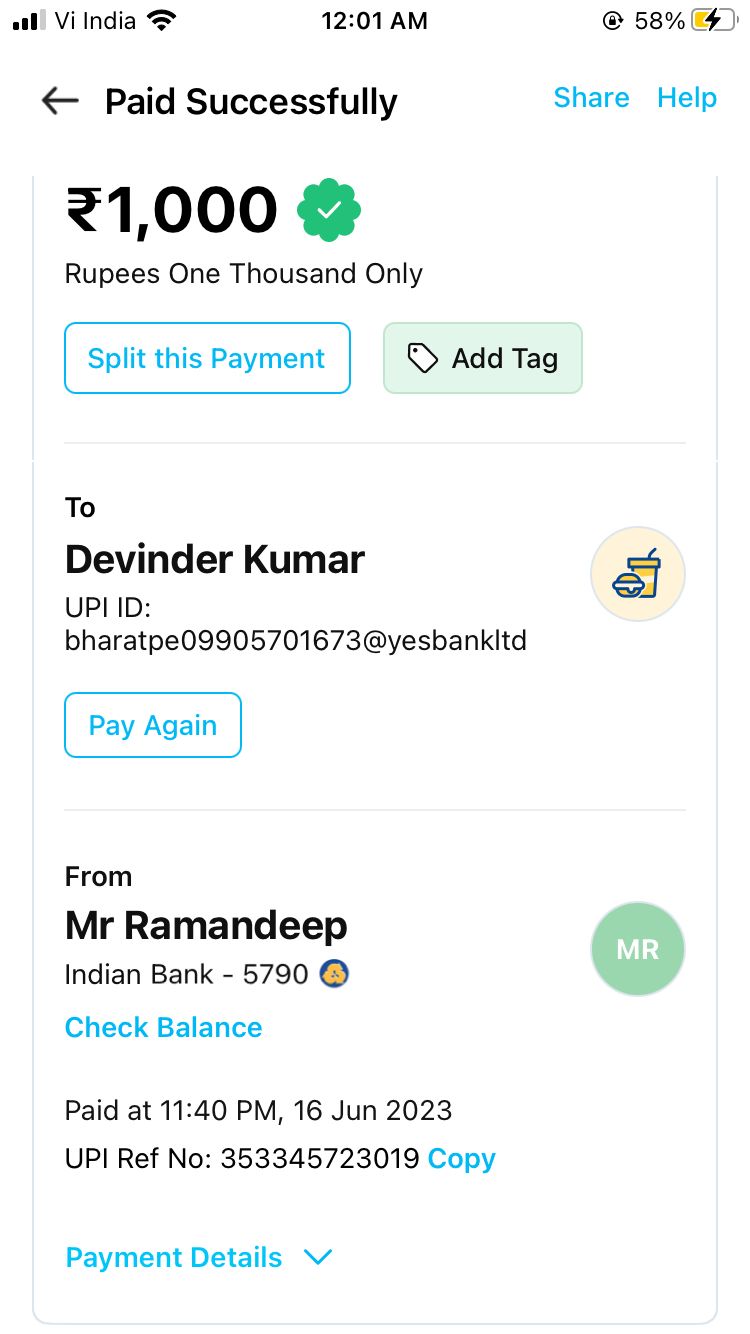 Vi India 12:01 AM 58%
Paid Successfully Share Help
₹1,000
Rupees One Thousand Only
Split this Payment Add Tag
To
Devinder Kumar
UPI ID:
bharatpe09905701673@yesbankltd
Pay Again
From
Mr Ramandeep MR
Indian Bank - 5790
Check Balance
Paid at 11:40 PM, 16 Jun 2023
UPI Ref No: 353345723019 Copy
Payment Details